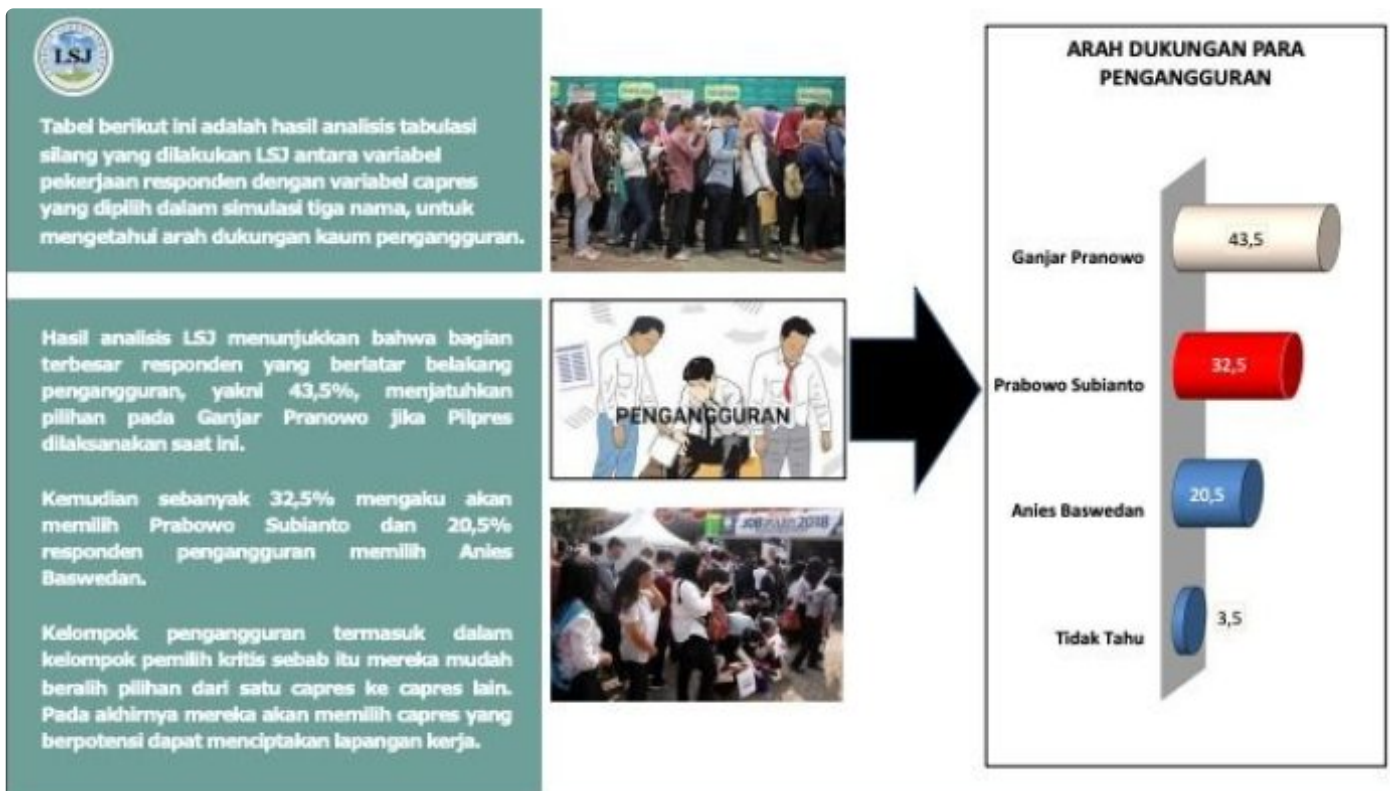 LSJ
Tabel berikut ini adalah hasil analisis tabulasi
silang yang dilakukan LSJ antara variabel
pekerjaan responden dengan variabel capres
yang dipilih dalam simulasi tiga nama, untuk
mengetahui arah dukungan kaum pengangguran.
Hasil analisis LSJ menunjukkan bahwa bagian
terbesar responden yang berlatar belakang
pengangguran, yakni 43,5%, menjatuhkan
pilihan pada Ganjar Pranowo jika Pilpres
dilaksanakan saat ini.
Kemudian sebanyak 32,5% mengaku akan
memilih Prabowo Subianto dan 20,5%
responden pengangguran memilih Anies
Baswedan.
Kelompok pengangguran termasuk dalam
kelompok pemilih kritis sebab itu mereka mudah
beralih pilihan dari satu capres ke capres lain.
Pada akhirnya mereka akan memilih capres yang
berpotensi dapat menciptakan lapangan kerja.
PENGANGGURAN
JOB 2018
ARAH DUKUNGAN PARA
PENGANGGURAN
Ganjar Pranowo
43,5
Prabowo Subianto
32,5
Anies Baswedan
20,5
Tidak Tahu
3,5